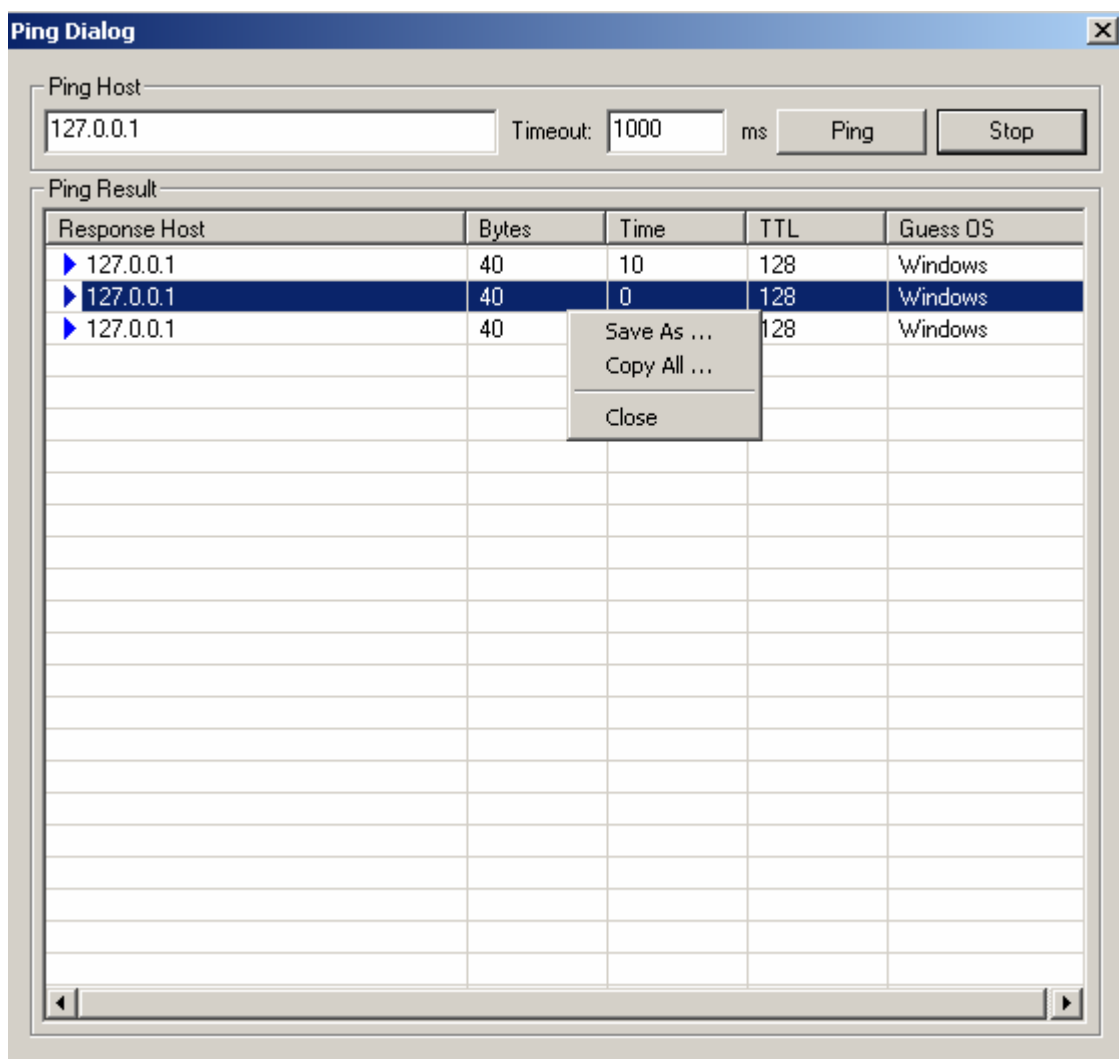 Ping Dialog
Ping Host
127.0.0.1 Timeout: 1000 ms Ping Stop
Ping Result
Response Host Bytes Time TTL Guess OS
127.0.0.1 40 10 128 Windows
127.0.0.1 40 0 128 Windows
127.0.0.1 40 128 Windows
Save As ...
Copy All ...
Close